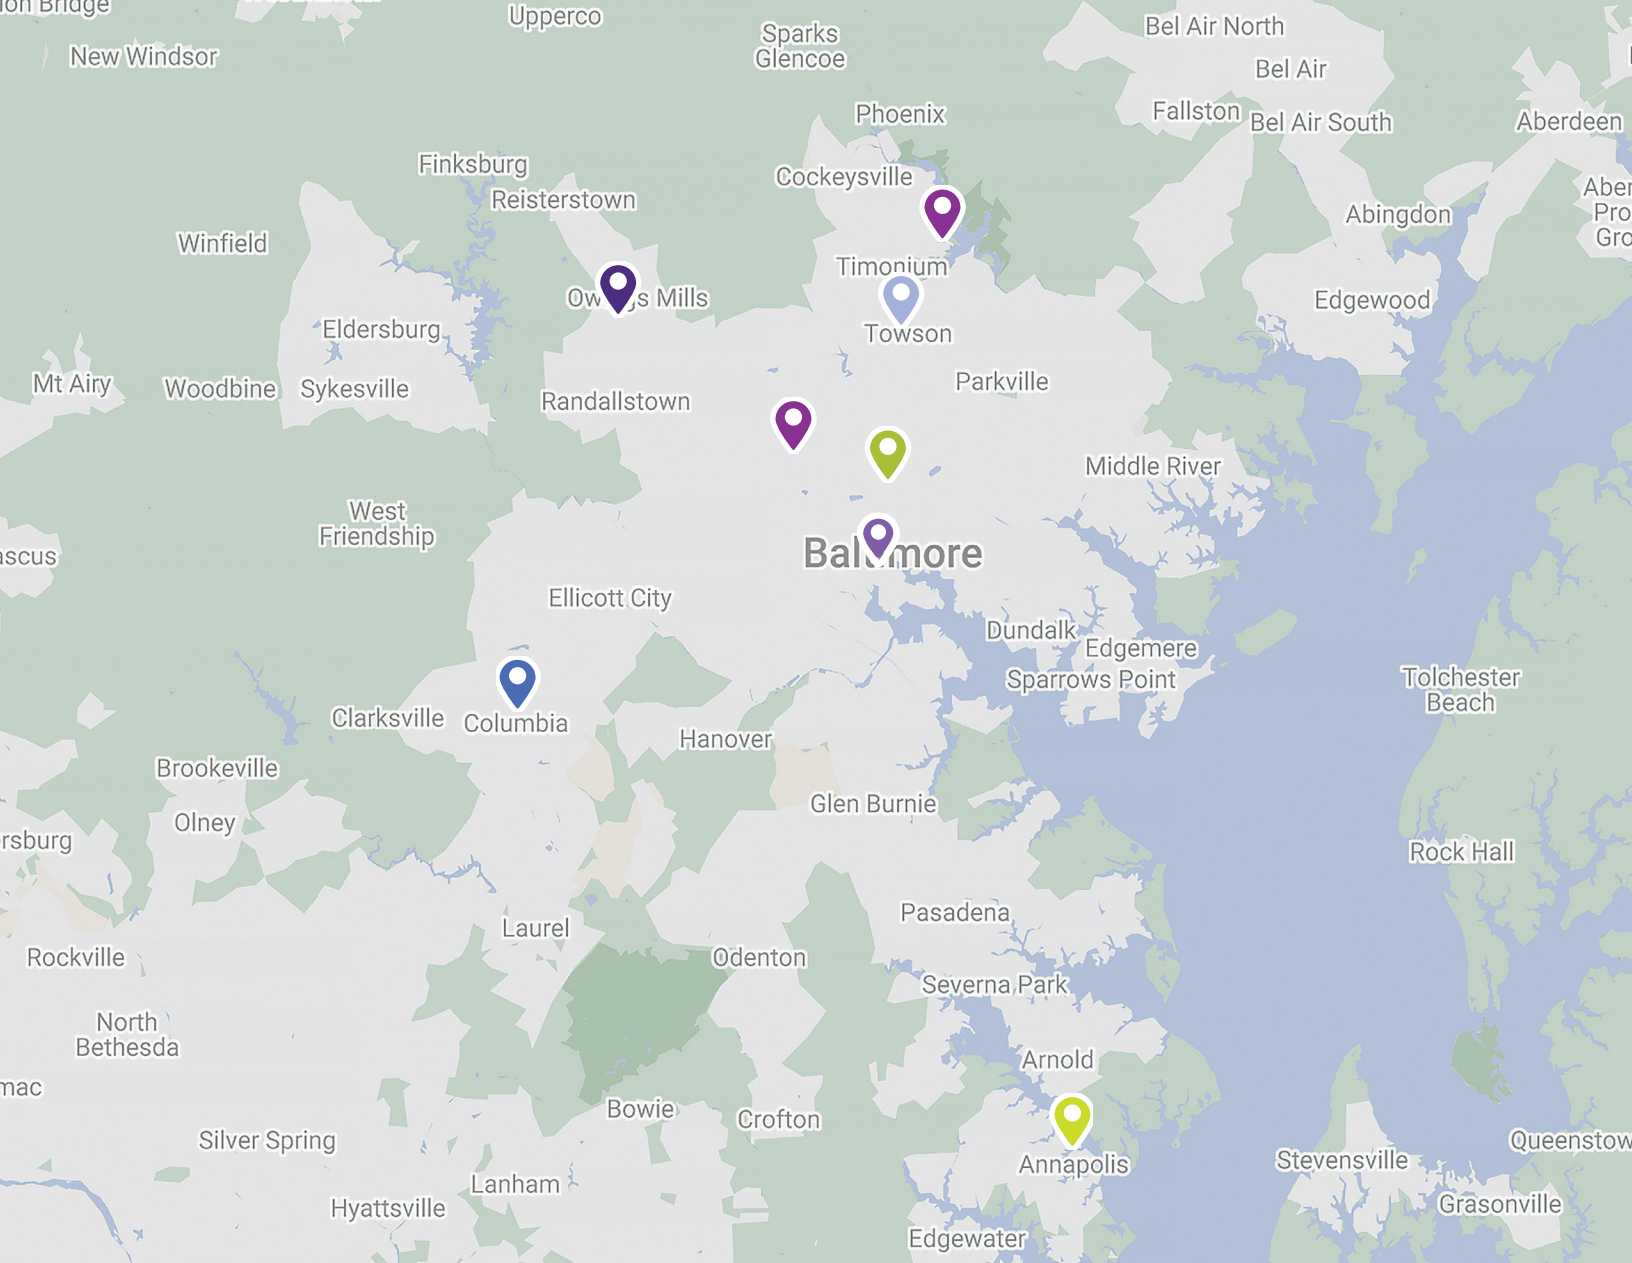 Upperco
Bel Air North
Sparks
Glencoe
New Windsor
Bel Air
Phoenix
Fallston
Bel Air South
Aberdeen
Finksburg
Cockeysville
Reisterstown
Abingdon
Winfield
Timonium
Mills
Edgewood
Eldersburg
Towson
Parkville
Mt Airy
Woodbine
Sykesville
Randallstown
Middle River
West
Friendship
Baltimore
Ellicott City
Dundalk
Edgemere
Sparrows Point
Tolchester
Beach
Clarksville
Columbia
Hanover
Brookeville
Glen Burnie
Olney
Rock Hall
Pasadena
Laurel
Rockville
Odenton
Severna Park
North
Bethesda
Arnold
Bowie
Crofton
Silver Spring
Queenstow
Annapolis
Stevensville
Lanham
Hyattsville
Grasonville
Edgewater